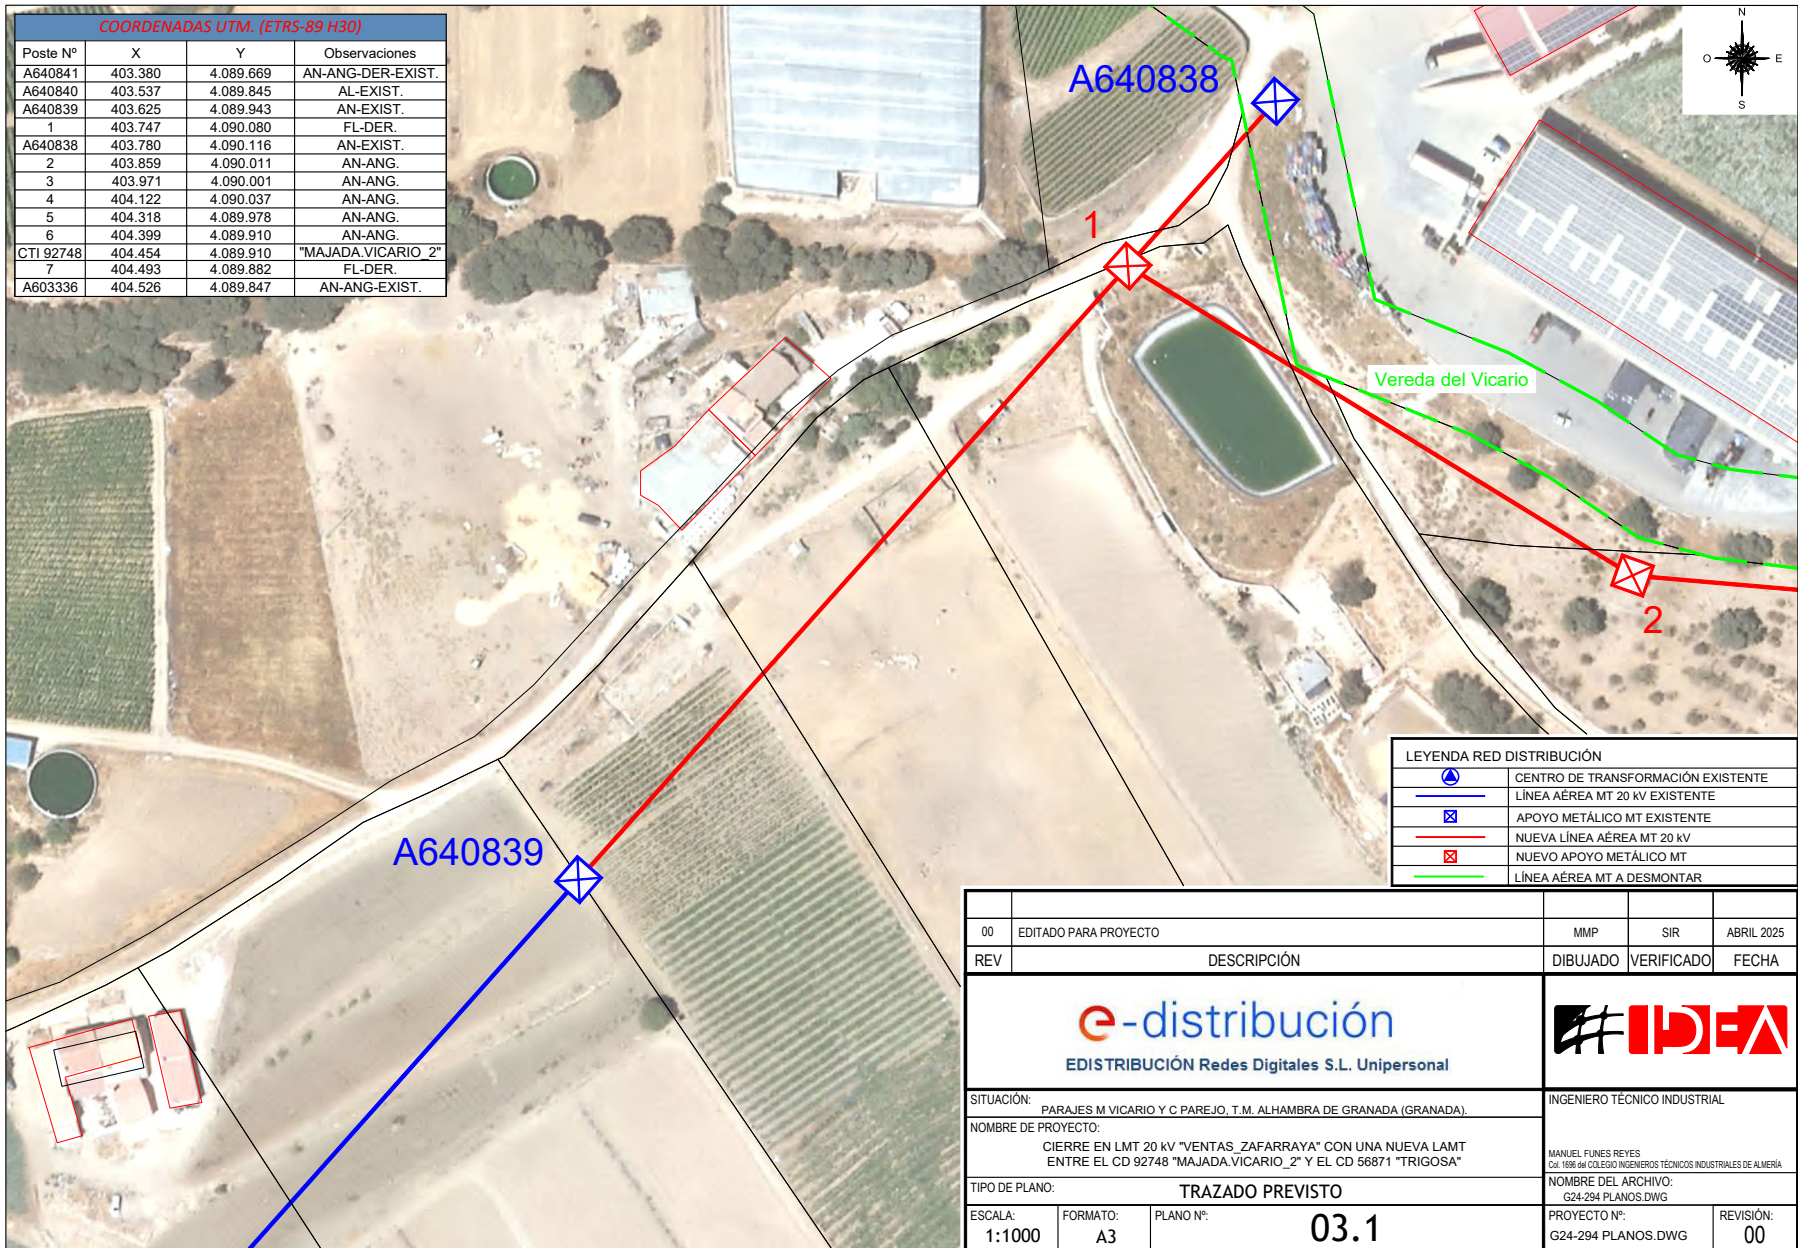 COORDENADAS UTM. (ETRS-89 H30)
Poste Nº X Y Observaciones
A640841 403.380 4.089.669 AN-ANG-DER-EXIST.
A640840 403.537 4.089.845 AL-EXIST.
A640839 403.625 4.089.943 AN-EXIST.
1 403.747 4.090.080 FL-DER.
A640838 403.780 4.090.116 AN-EXIST.
2 403.859 4.090.011 AN-ANG.
3 403.971 4.090.001 AN-ANG.
4 404.122 4.090.037 AN-ANG.
5 404.318 4.089.978 AN-ANG.
6 404.399 4.089.910 AN-ANG.
CTI 92748 404.454 4.089.910 "MAJADA.VICARIO_2"
7 404.493 4.089.882 FL-DER.
A603336 404.526 4.089.847 AN-ANG-EXIST.
N
O E
S
A640838
1
Vereda del Vicario
2
A640839
LEYENDA RED DISTRIBUCIÓN
CENTRO DE TRANSFORMACIÓN EXISTENTE
LÍNEA AÉREA MT 20 kV EXISTENTE
APOYO METÁLICO MT EXISTENTE
NUEVA LÍNEA AÉREA MT 20 kV
NUEVO APOYO METÁLICO MT
LÍNEA AÉREA MT A DESMONTAR
00 EDITADO PARA PROYECTO MMP SIR ABRIL 2025
REV DESCRIPCIÓN DIBUJADO VERIFICADO FECHA
e-distribución
EDISTRIBUCIÓN Redes Digitales S.L. Unipersonal
IDEA
SITUACIÓN:
PARAJES M VICARIO Y C PAREJO, T.M. ALHAMBRA DE GRANADA (GRANADA).
NOMBRE DE PROYECTO:
CIERRE EN LMT 20 kV "VENTAS_ZAFARRAYA" CON UNA NUEVA LAMT
ENTRE EL CD 92748 "MAJADA.VICARIO_2" Y EL CD 56871 "TRIGOSA"
INGENIERO TÉCNICO INDUSTRIAL
MANUEL FUNES REYES
Col. 1696 del COLEGIO INGENIEROS TÉCNICOS INDUSTRIALES DE ALMERÍA
TIPO DE PLANO: TRAZADO PREVISTO
NOMBRE DEL ARCHIVO:
G24-294 PLANOS.DWG
ESCALA: 1:1000
FORMATO: A3
PLANO Nº: 03.1
PROYECTO Nº:
G24-294 PLANOS.DWG
REVISIÓN:
00